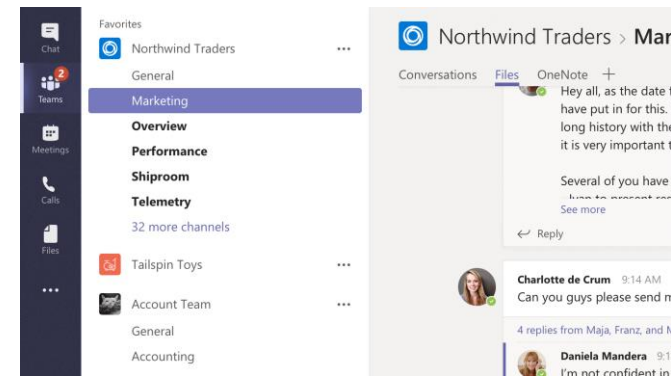 Chat
2
Teams
Meetings
Calls
Files
Favorites
Northwind Traders
General
Marketing
Overview
Performance
Shiproom
Telemetry
32 more channels
Tailspin Toys
Account Team
General
Accounting
Northwind Traders > Mar
Conversations Files OneNote +
Hey all, as the date
have put in for this.
long history with the
it is very important
Several of you have
See more
Reply
Charlotte de Crum 9:14 AM
Can you guys please send
4 replies from Maja, Franz, and
Daniela Mandera 9:1
I'm not confident in